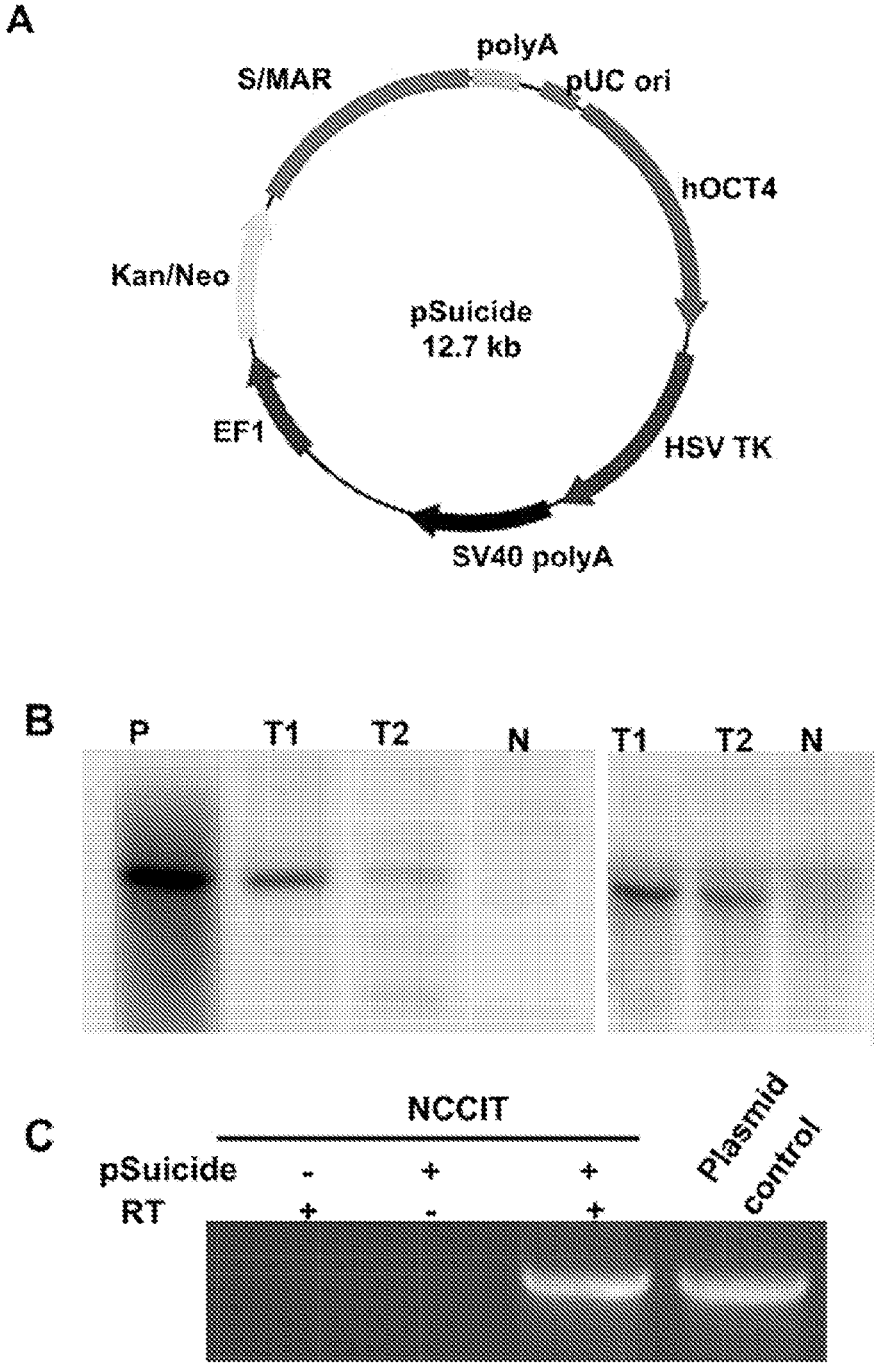 A
polyA
S/MAR
pUC ori
hOCT4
Kan/Neo
pSuicide
12.7 kb
EF1
HSV TK
SV40 polyA
B
P T1 T2 N T1 T2 N
C
NCCIT
Plasmid
control
pSuicide - + +
RT + - +